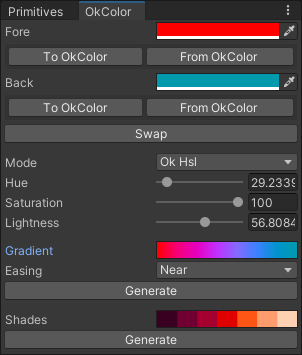 Primitives OkColor
Fore
To OkColor From OkColor
Back
To OkColor From OkColor
Swap
Mode Ok Hsl
Hue 29.2339
Saturation 100
Lightness 56.8084
Gradient
Easing Near
Generate
Shades
Generate